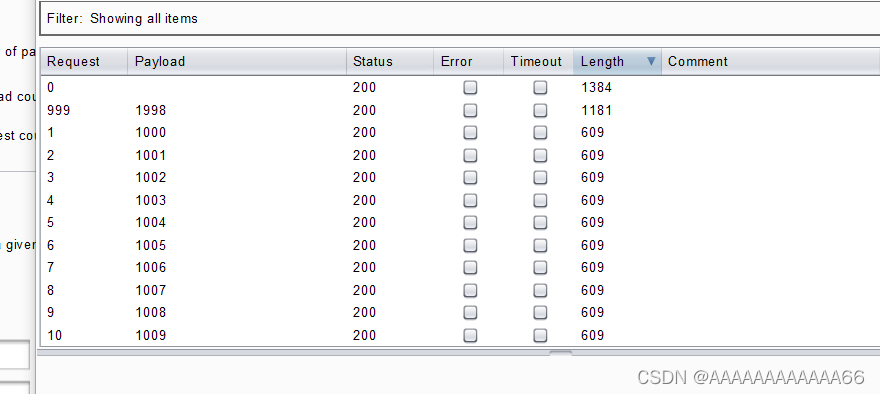 Filter: Showing all items
of pa
Request Payload Status Error Timeout Length Comment
0 200 1384
ad cou
999 1998 200 1181
1 1000 200 609
est cou
2 1001 200 609
3 1002 200 609
4 1003 200 609
5 1004 200 609
6 1005 200 609
given
7 1006 200 609
8 1007 200 609
9 1008 200 609
10 1009 200 609
CSDN @AAAAAAAAAAAA66